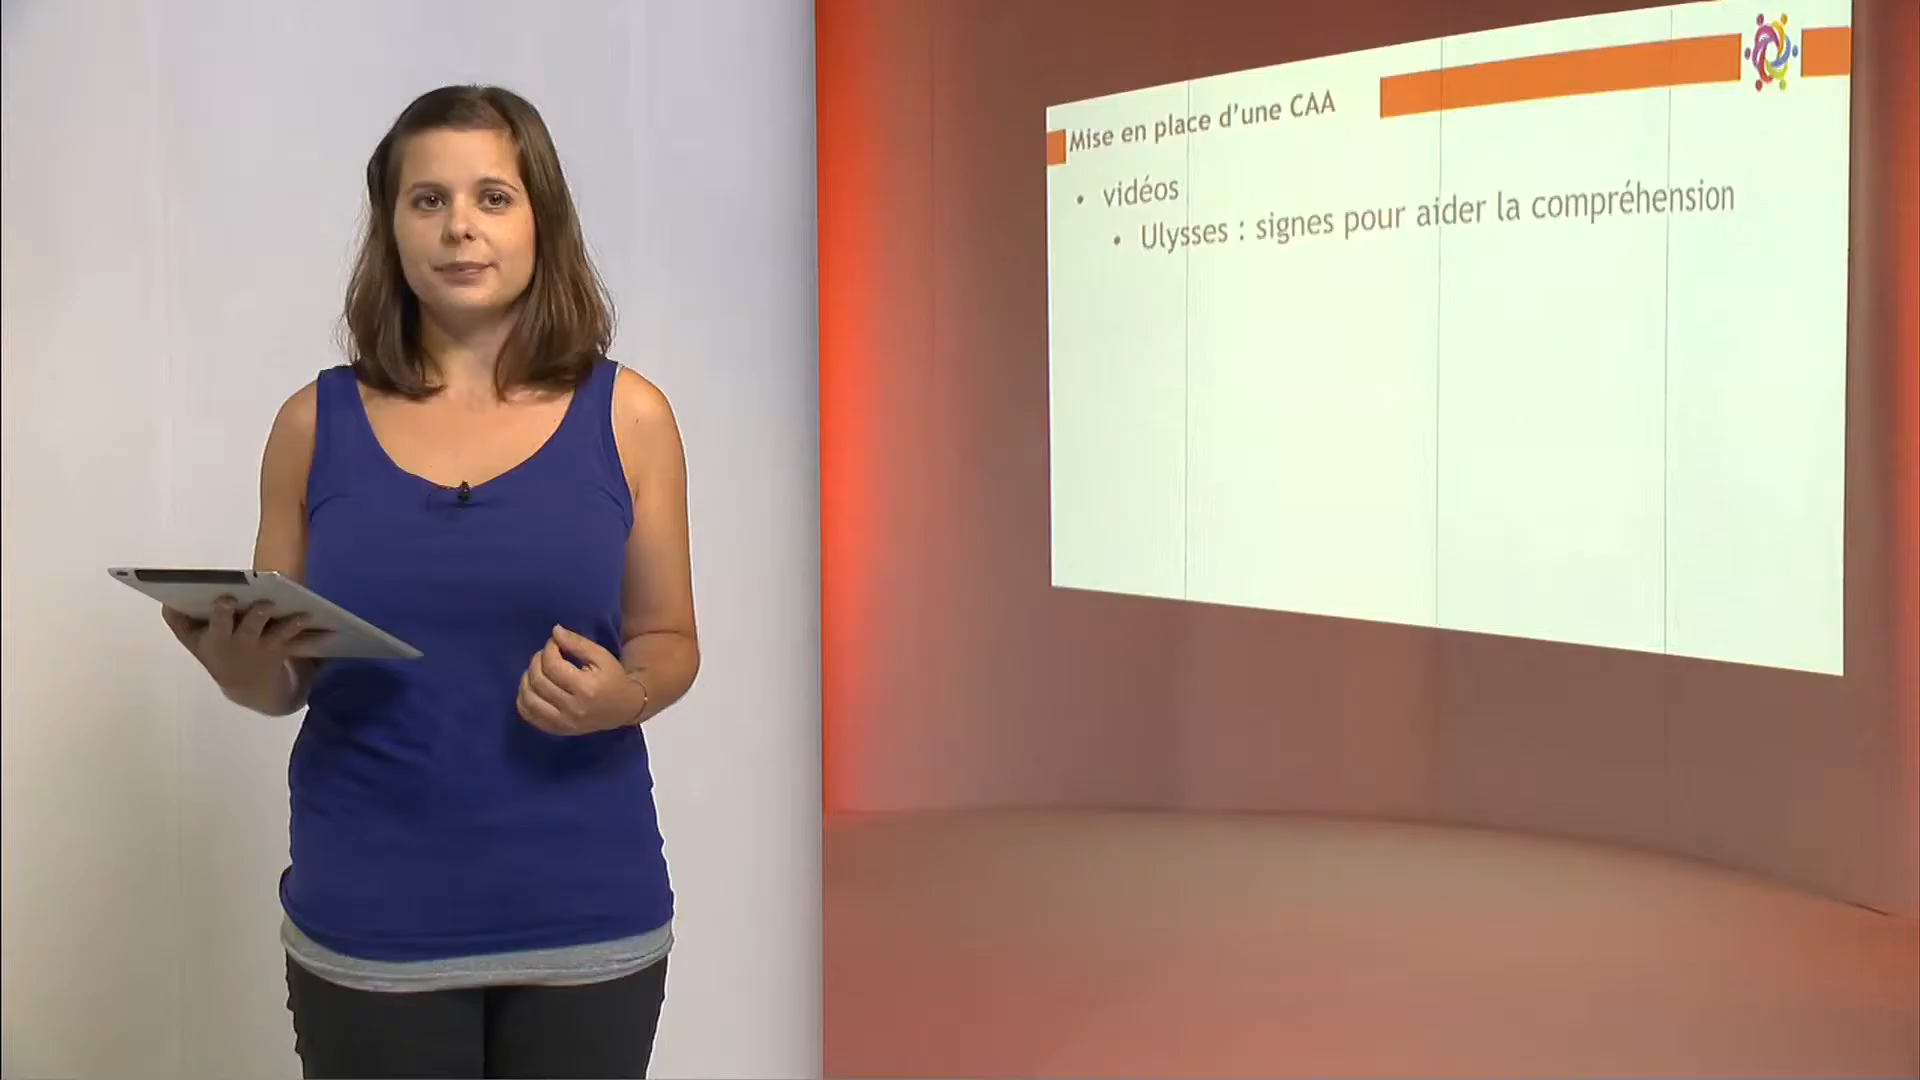 Mise en place d'une CAA
• vidéos
• Ulysses : signes pour aider la compréhension